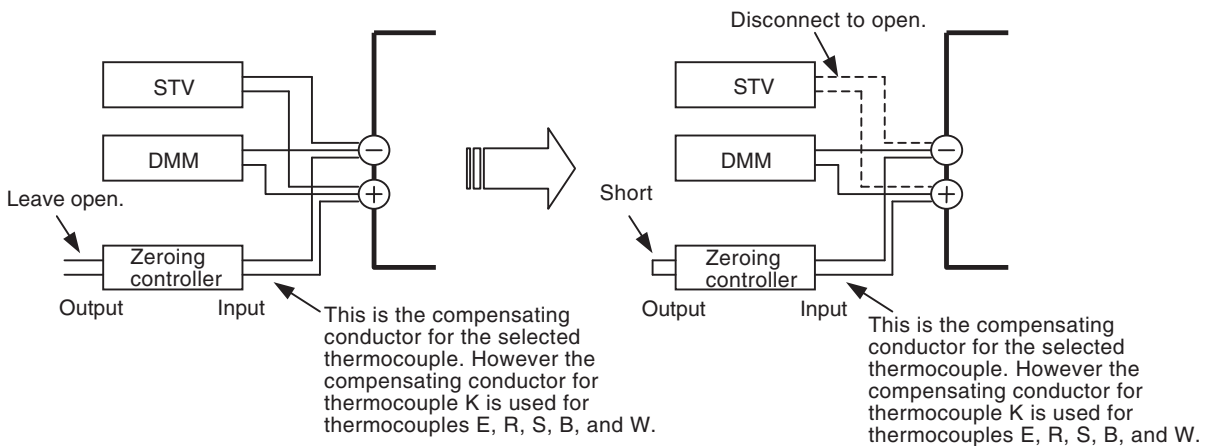 STV
DMM
−
+
Leave open.
Zeroing
controller
Output
Input
This is the compensating
conductor for the selected
thermocouple. However the
compensating conductor for
thermocouple K is used for
thermocouples E, R, S, B, and W.
Disconnect to open.
STV
DMM
−
+
Short
Zeroing
controller
Output
Input
This is the compensating
conductor for the selected
thermocouple. However the
compensating conductor for
thermocouple K is used for
thermocouples E, R, S, B, and W.